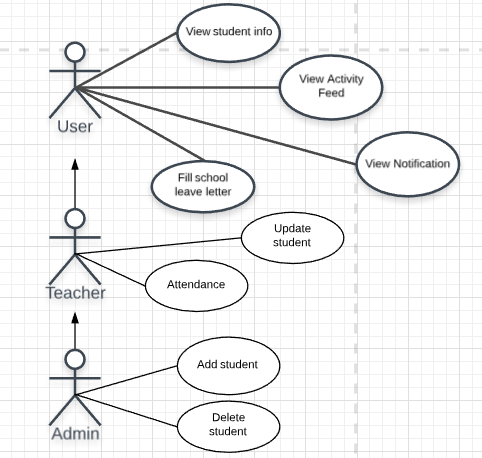 View student info
View Activity
Feed
User
View Notification
Fill school
leave letter
Update
student
Teacher
Attendance
Add student
Admin
Delete
student